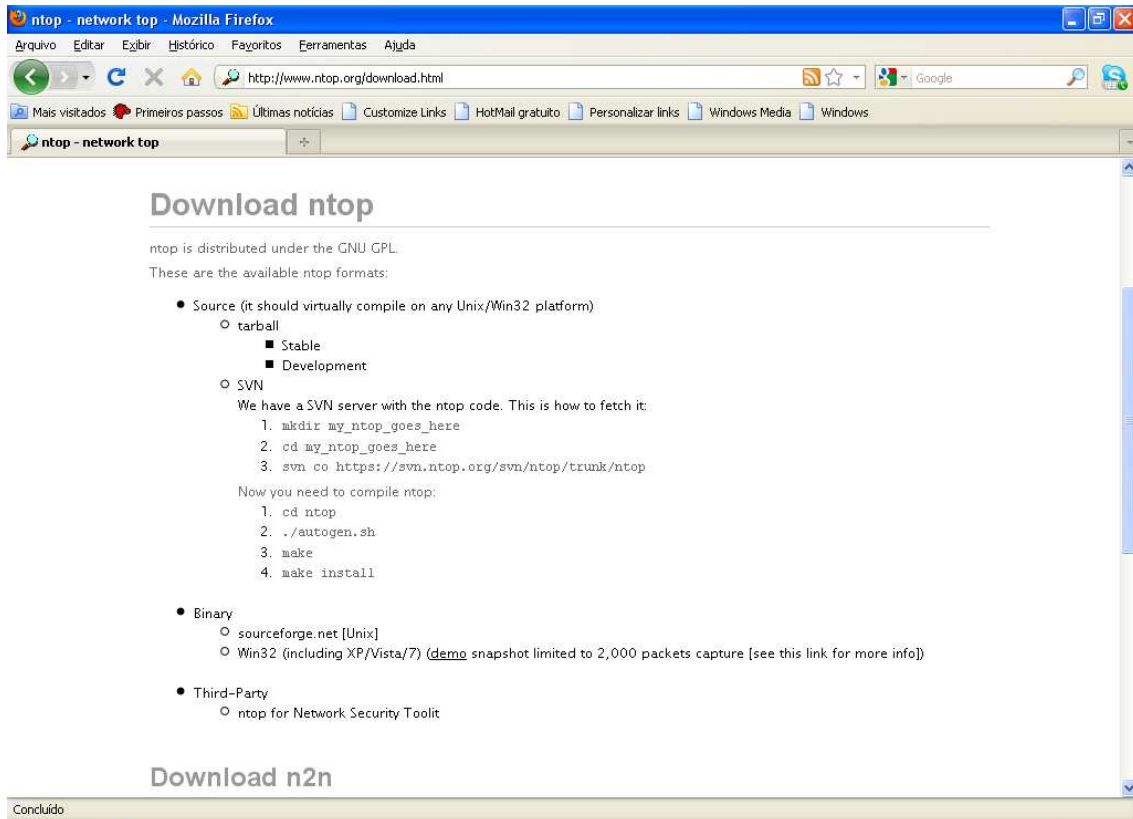 ntop - network top - Mozilla Firefox
Arquivo Editar Exibir Histórico Favoritos Ferramentas Ajuda
http://www.ntop.org/download.html
Google
Mais visitados Primeiros passos Últimas notícias Customize Links HotMail gratuito Personalizar links Windows Media Windows
ntop - network top
Download ntop
ntop is distributed under the GNU GPL.
These are the available ntop formats:
Source (it should virtually compile on any Unix/Win32 platform)
tarball
Stable
Development
SVN
We have a SVN server with the ntop code. This is how to fetch it:
1. mkdir my_ntop_goes_here
2. cd my_ntop_goes_here
3. svn co https://svn.ntop.org/svn/ntop/trunk/ntop
Now you need to compile ntop:
1. cd ntop
2. ./autogen.sh
3. make
4. make install
Binary
sourceforge.net [Unix]
Win32 (including XP/Vista/7) (demo snapshot limited to 2,000 packets capture [see this link for more info])
Third-Party
ntop for Network Security Toolit
Download n2n
Concluído